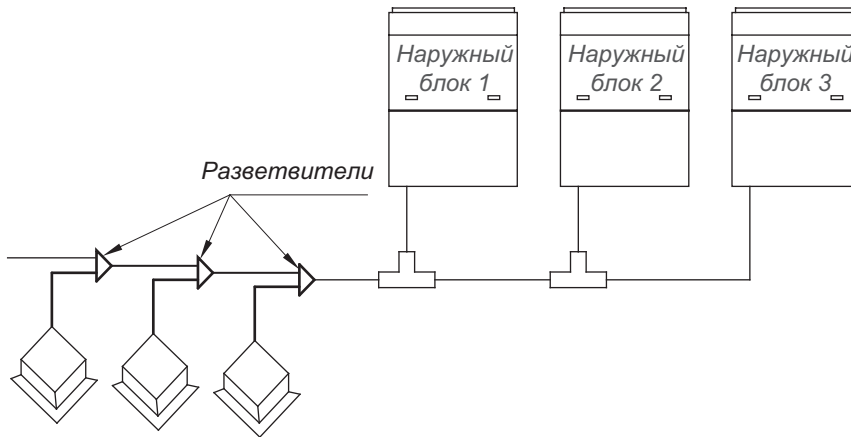 Наружный
блок 1
Наружный
блок 2
Наружный
блок 3
Разветвители